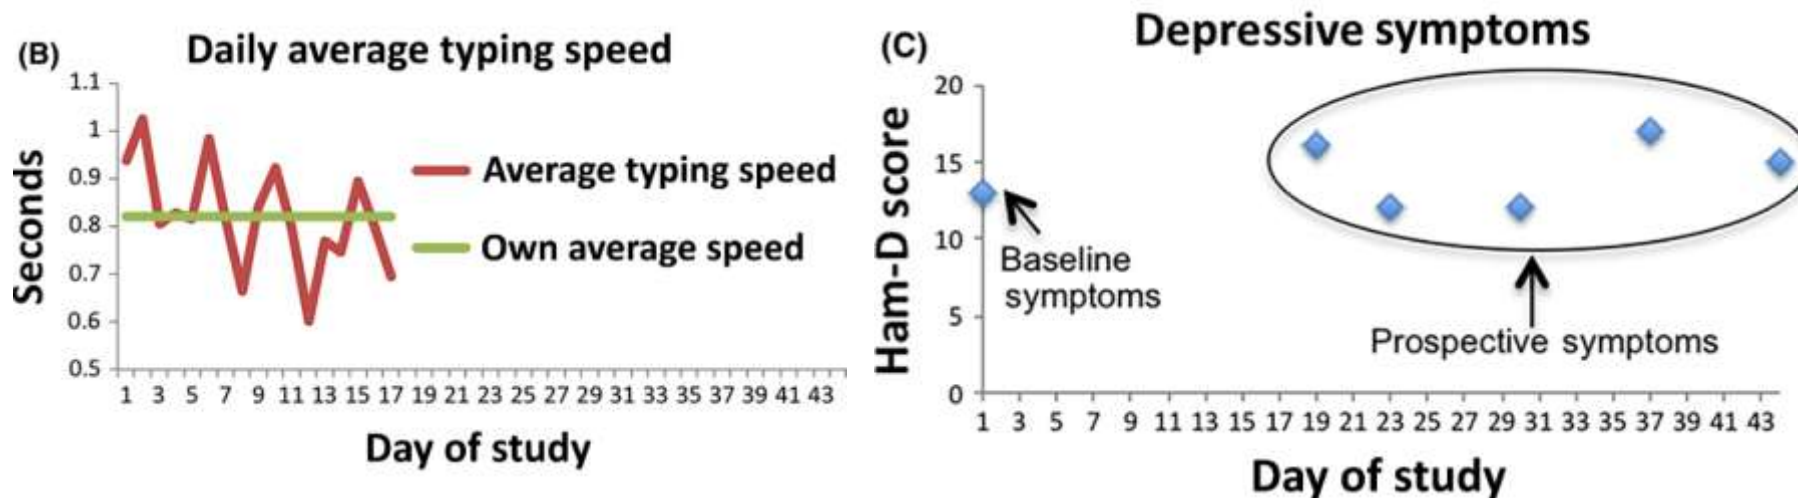 (B) Daily average typing speed
Seconds
1.1
1
0.9
0.8
0.7
0.6
0.5
Average typing speed
Own average speed
1 3 5 7 9 11 13 15 17 19 21 23 25 27 29 31 33 35 37 39 41 43
Day of study
(C) Depressive symptoms
Ham-D score
20
15
10
5
0
Baseline
symptoms
Prospective symptoms
1 3 5 7 9 11 13 15 17 19 21 23 25 27 29 31 33 35 37 39 41 43
Day of study